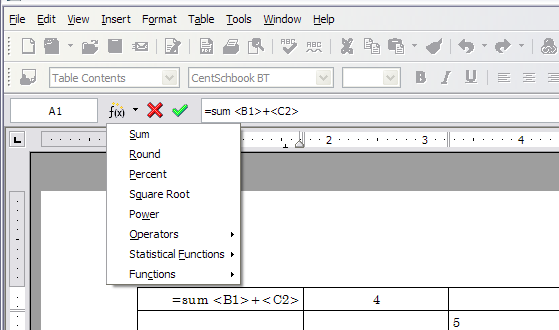 File Edit View Insert Format Table Tools Window Help
Table Contents CentSchbook BT B I U
A1 f(x) =sum <B1>+<C2>
L 2 3 4
Sum
Round
Percent
Square Root
Power
Operators
Statistical Functions
Functions
=sum <B1>+<C2> 4
5